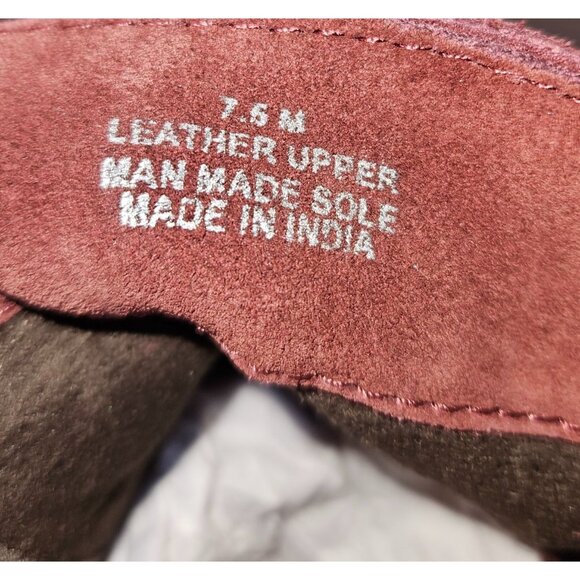 7.5 M
LEATHER UPPER
MAN MADE SOLE
MADE IN INDIA